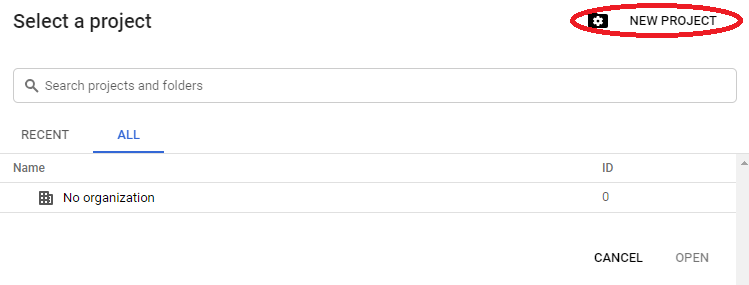 Select a project
NEW PROJECT
Search projects and folders
RECENT ALL
Name ID
No organization 0
CANCEL OPEN